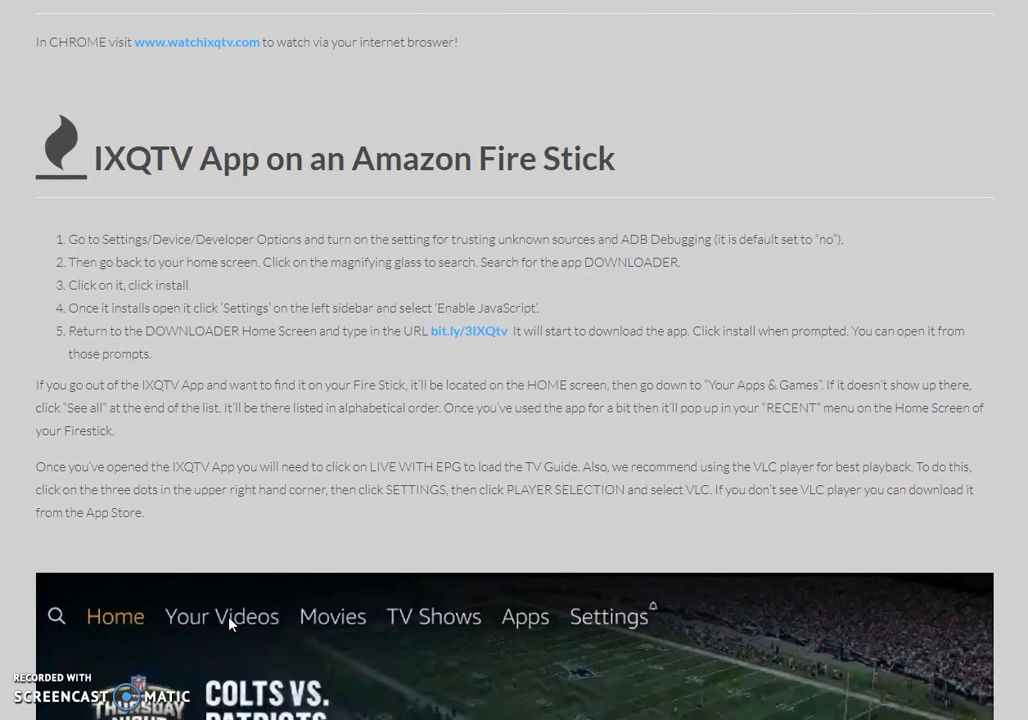 In CHROME visit www.watchixqtv.com to watch via your internet broswer!
IXQTV App on an Amazon Fire Stick
1. Go to Settings/Device/Developer Options and turn on the setting for trusting unknown sources and ADB Debugging (it is default set to “no”).
2. Then go back to your home screen. Click on the magnifying glass to search. Search for the app DOWNLOADER.
3. Click on it, click install.
4. Once it installs open it click ‘Settings’ on the left sidebar and select ‘Enable JavaScript’.
5. Return to the DOWNLOADER Home Screen and type in the URL bit.ly/3IXQtv It will start to download the app. Click install when prompted. You can open it from
those prompts.
If you go out of the IXQTV App and want to find it on your Fire Stick, it’ll be located on the HOME screen, then go down to “Your Apps & Games”. If it doesn’t show up there,
click “See all” at the end of the list. It’ll be there listed in alphabetical order. Once you’ve used the app for a bit then it’ll pop up in your “RECENT” menu on the Home Screen of
your Firestick.
Once you’ve opened the IXQTV App you will need to click on LIVE WITH EPG to load the TV Guide. Also, we recommend using the VLC player for best playback. To do this,
click on the three dots in the upper right hand corner, then click SETTINGS, then click PLAYER SELECTION and select VLC. If you don’t see VLC player you can download it
from the App Store.
Home Your Videos Movies TV Shows Apps Settings
RECORDED WITH
SCREENCAST MATIC
NFL
THURSDAY
NIGHT
COLTS VS.
PATRIOTS